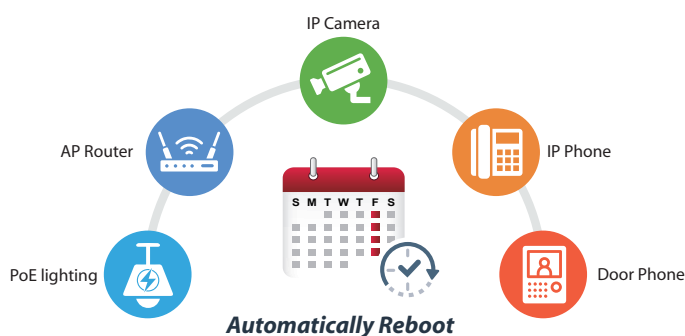 IP Camera
AP Router
IP Phone
S M T W T F S
PoE lighting
Door Phone
Automatically Reboot